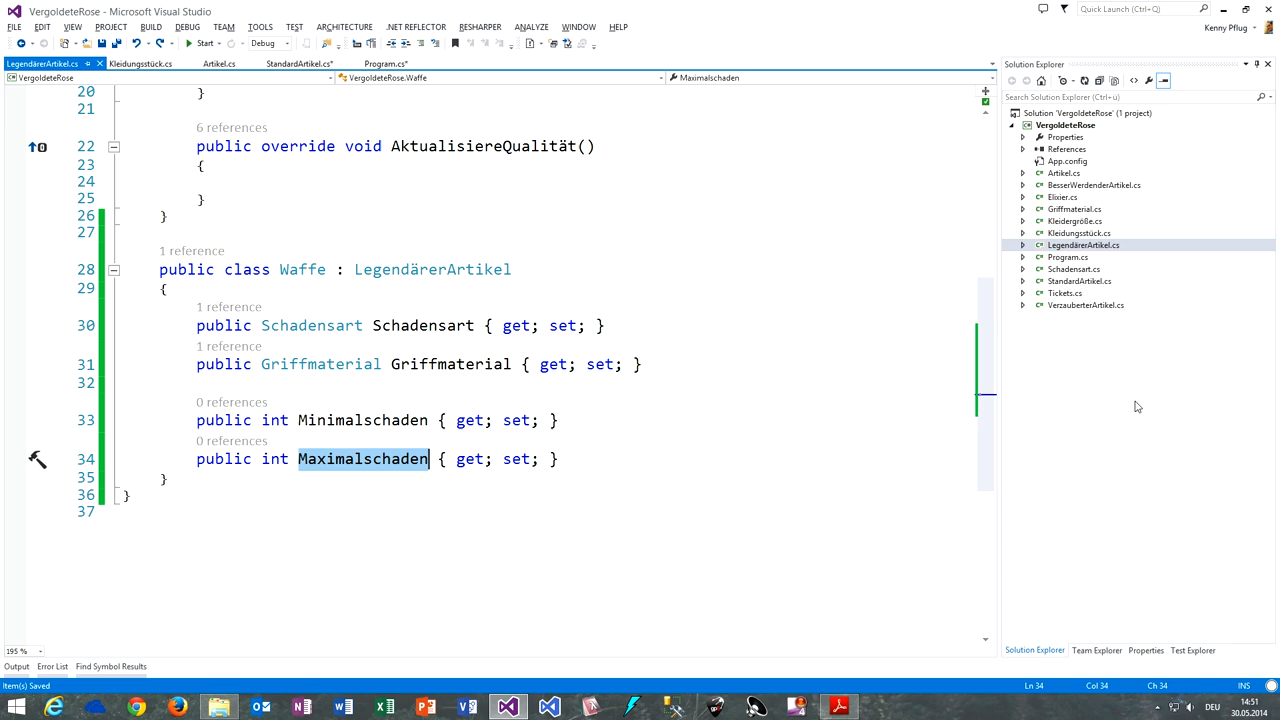 VergoldeteRose - Microsoft Visual Studio
Quick Launch (Ctrl+Q)
FILE EDIT VIEW PROJECT BUILD DEBUG TEAM TOOLS TEST ARCHITECTURE .NET REFLECTOR RESHARPER ANALYZE WINDOW HELP
Kenny Pflug
Start Debug
LegendärerArtikel.cs Kleidungsstück.cs Artikel.cs StandardArtikel.cs* Program.cs*
VergoldeteRose VergoldeteRose.Waffe Maximalschaden
20 }
21
6 references
22 public override void AktualisiereQualität()
23 {
24
25 }
26 }
27
1 reference
28 public class Waffe : LegendärerArtikel
29 {
1 reference
30 public Schadensart Schadensart { get; set; }
1 reference
31 public Griffmaterial Griffmaterial { get; set; }
32
0 references
33 public int Minimalschaden { get; set; }
0 references
34 public int Maximalschaden { get; set; }
35 }
36 }
37
195 %
Solution Explorer
Search Solution Explorer (Ctrl+ü)
Solution 'VergoldeteRose' (1 project)
VergoldeteRose
Properties
References
App.config
Artikel.cs
BesserWerdenderArtikel.cs
Elixier.cs
Griffmaterial.cs
Kleidergröße.cs
Kleidungsstück.cs
LegendärerArtikel.cs
Program.cs
Schadensart.cs
StandardArtikel.cs
Tickets.cs
VerzauberterArtikel.cs
Solution Explorer Team Explorer Properties Test Explorer
Output Error List Find Symbol Results
Item(s) Saved Ln 34 Col 34 Ch 34 INS
DEU 14:51
30.05.2014